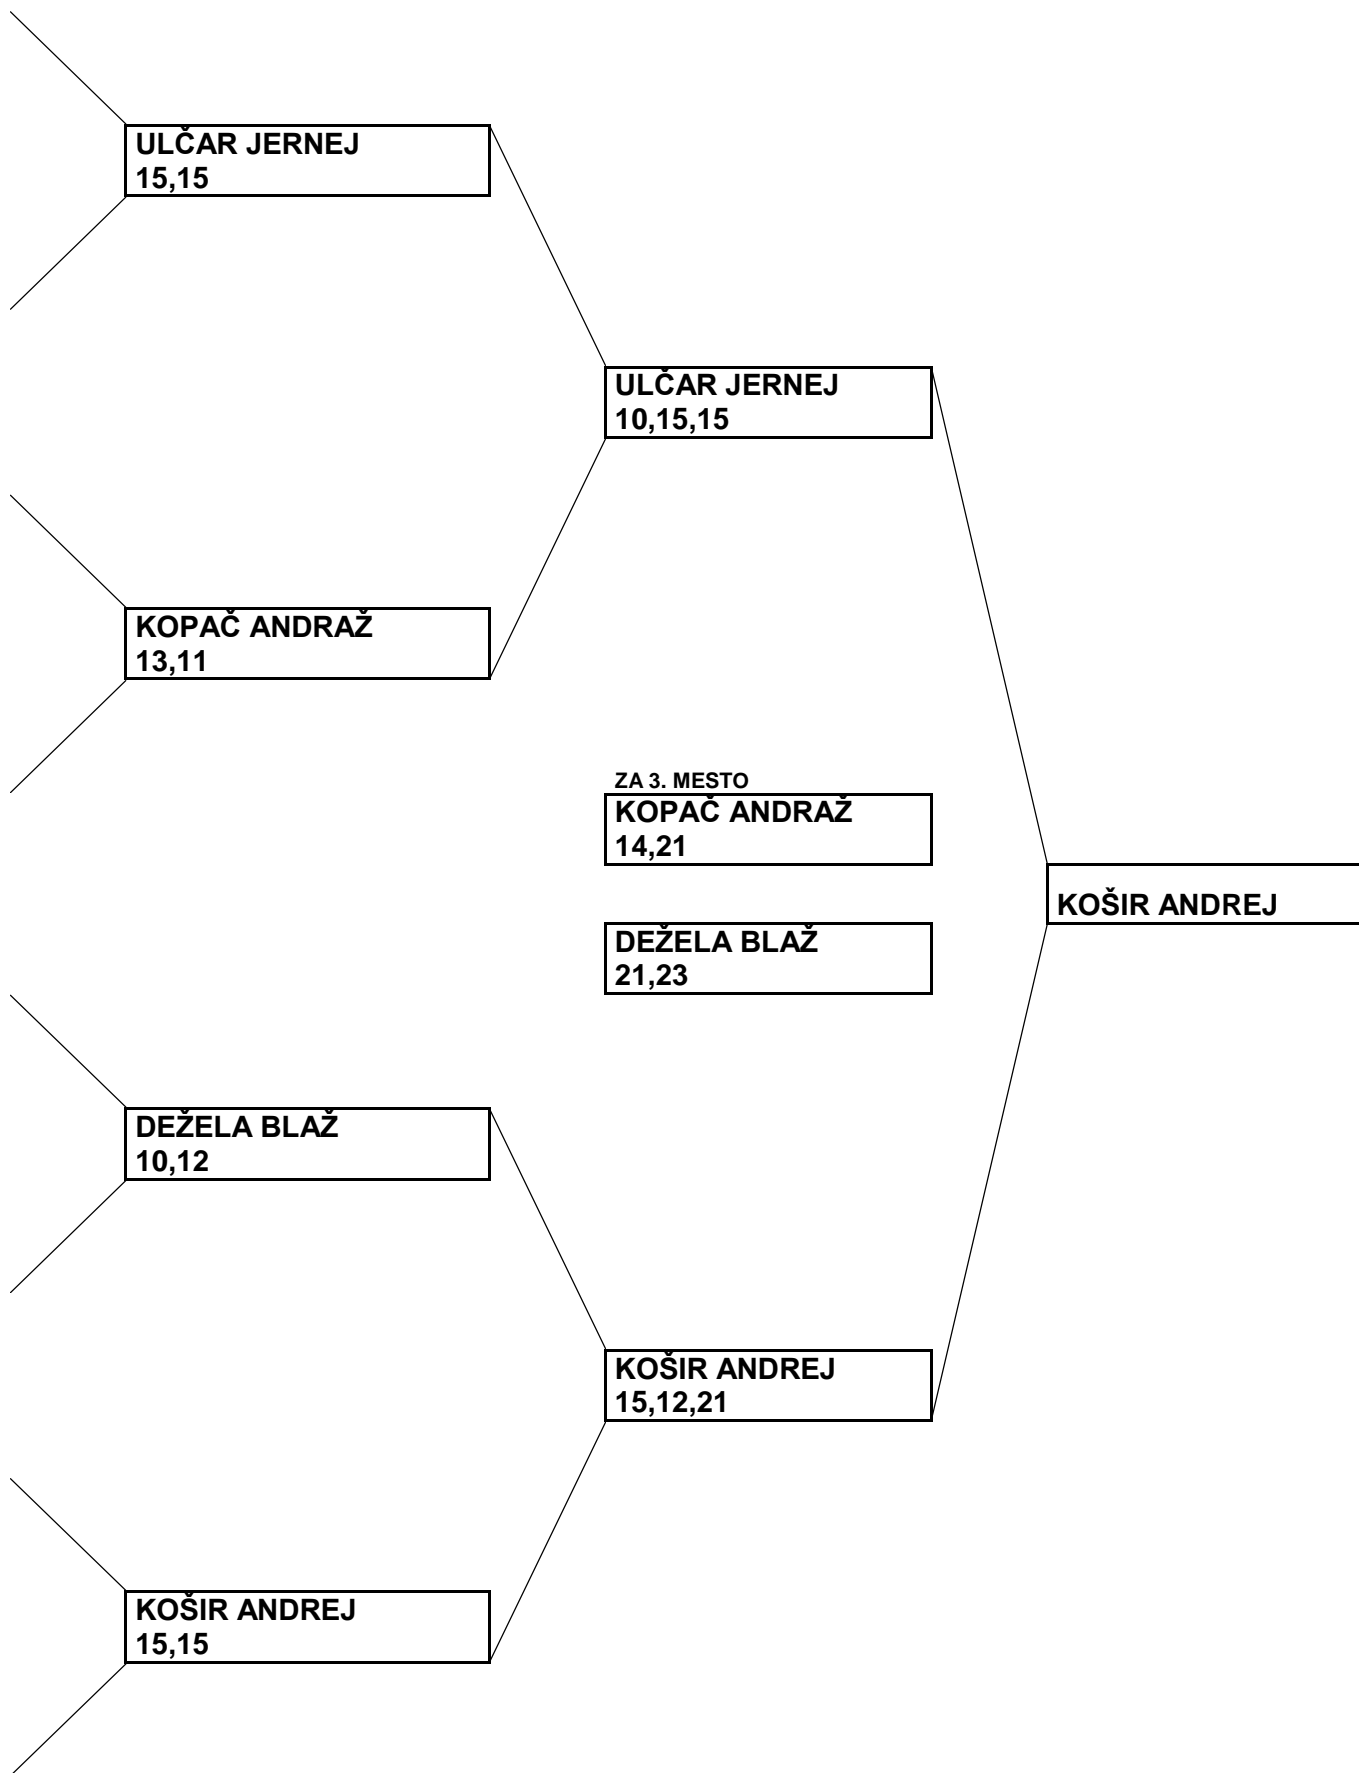 ULČAR JERNEJ
15,15
ULČAR JERNEJ
10,15,15
KOPAČ ANDRAŽ
13,11
ZA 3. MESTO
KOPAČ ANDRAŽ
14,21
KOŠIR ANDREJ
DEŽELA BLAŽ
21,23
DEŽELA BLAŽ
10,12
KOŠIR ANDREJ
15,12,21
KOŠIR ANDREJ
15,15